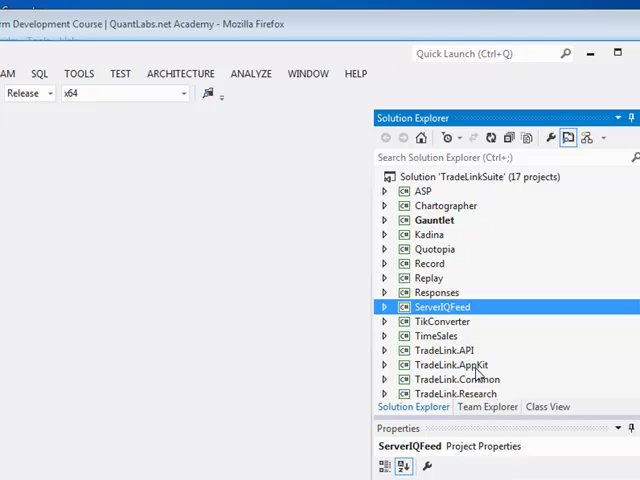 rm Development Course | QuantLabs.net Academy - Mozilla Firefox
Quick Launch (Ctrl+Q)
AM SQL TOOLS TEST ARCHITECTURE ANALYZE WINDOW HELP
Release x64
Solution Explorer
Search Solution Explorer (Ctrl+;)
Solution 'TradeLinkSuite' (17 projects)
C# ASP
C# Chartographer
C# Gauntlet
C# Kadina
C# Quotopia
C# Record
C# Replay
C# Responses
C# ServerIQFeed
C# TikConverter
C# TimeSales
C# TradeLink.API
C# TradeLink.AppKit
C# TradeLink.Common
C# TradeLink.Research
Solution Explorer Team Explorer Class View
Properties
ServerIQFeed Project Properties